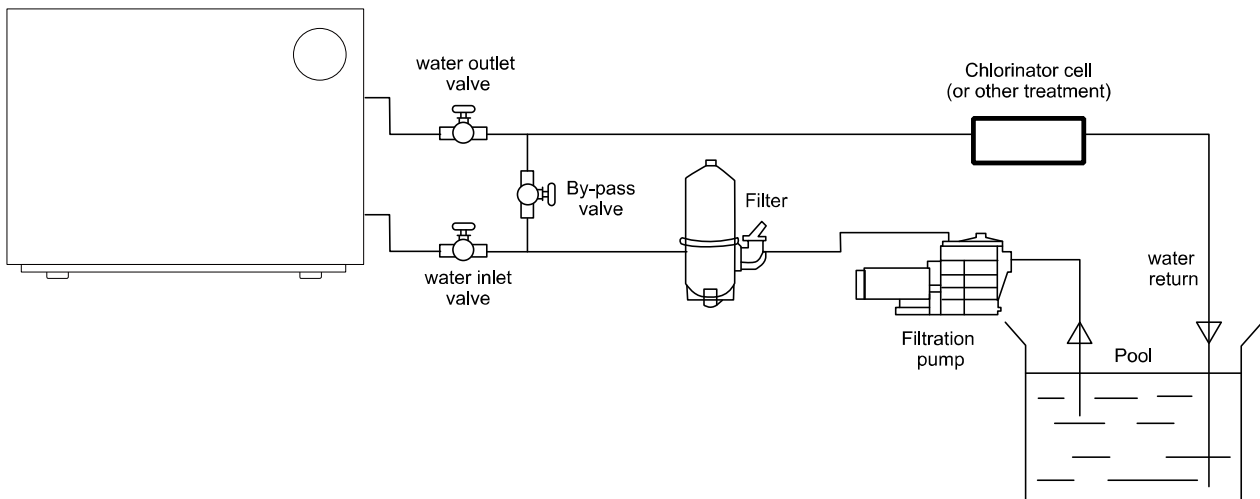 water outlet
valve
Chlorinator cell
(or other treatment)
By-pass
valve
Filter
water inlet
valve
water
return
Filtration
pump
Pool